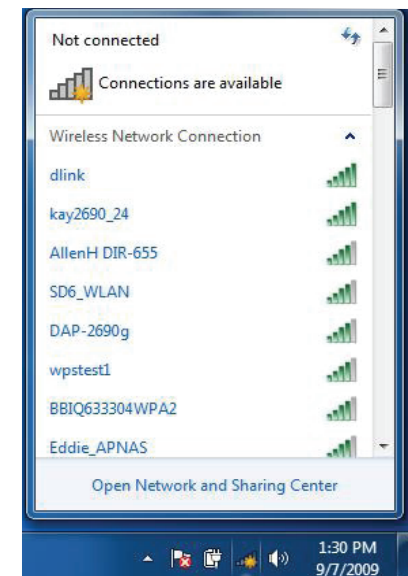 Not connected
Connections are available
Wireless Network Connection
dlink
kay2690_24
AllenH DIR-655
SD6_WLAN
DAP-2690g
wpstest1
BBIQ633304WPA2
Eddie_APNAS
Open Network and Sharing Center
1:30 PM
9/7/2009